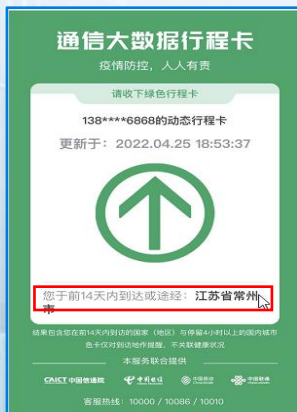 通信大数据行程卡
疫情防控，人人有责
请收下绿色行程卡
138****6868的动态行程卡
更新于：2022.04.25 18:53:37
您于前14天内到达或途经：江苏省常州
市
结果包含您在前14天内到访的国家（地区）与停留4小时以上的国内城市
色卡仅对到访地作提醒，不关联健康状况
本服务联合提供
CAICT 中国信通院 中国电信 中国移动 中国联通
客服热线：10000 / 10086 / 10010